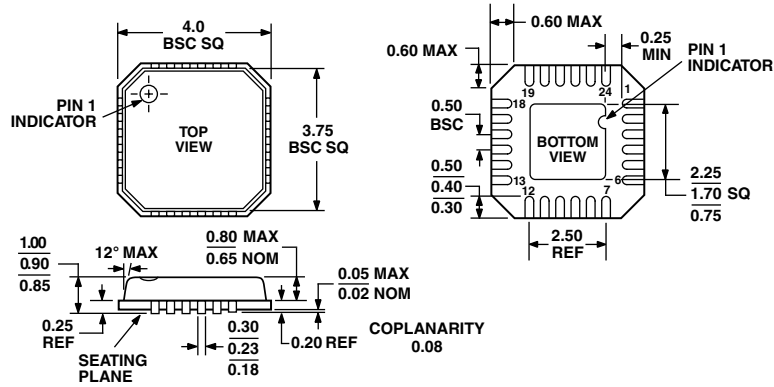 4.0
BSC SQ
PIN 1
INDICATOR
TOP
VIEW
3.75
BSC SQ
0.60 MAX
0.60 MAX
0.25
MIN
PIN 1
INDICATOR
19
24
1
18
0.50
BSC
BOTTOM
VIEW
0.50
0.40
0.30
13
12
7
6
2.25
1.70 SQ
0.75
2.50
REF
1.00
0.90
0.85
12° MAX
0.80 MAX
0.65 NOM
0.05 MAX
0.02 NOM
0.25
REF
SEATING
PLANE
0.30
0.23
0.18
0.20 REF
COPLANARITY
0.08